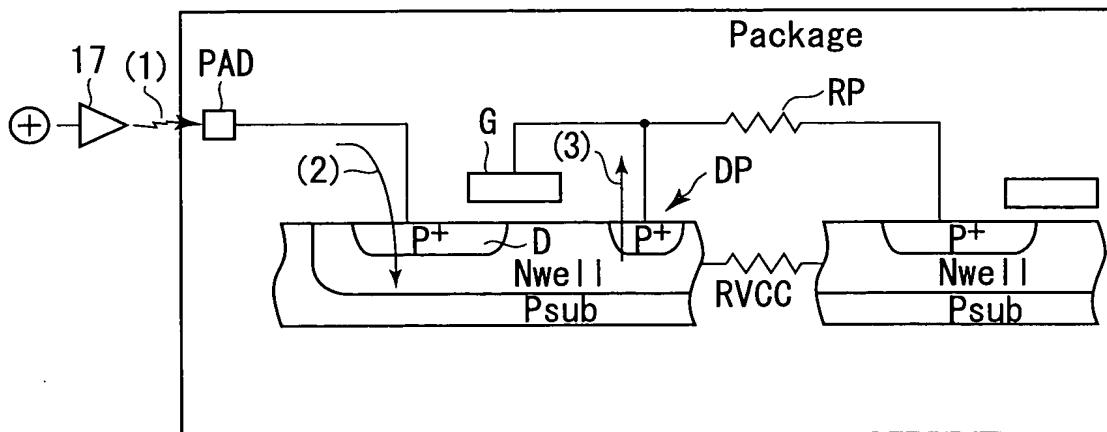 Package
17
(1)
PAD
RP
G
(3)
DP
(2)
P+
D
P+
P+
Nwell
RVCC
Nwell
Psub
Psub